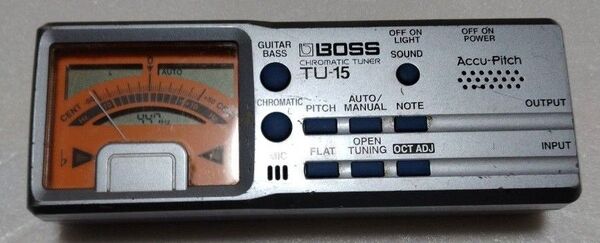 GUITAR
BASS
BOSS
CHROMATIC TUNER
TU-15
OFF ON
LIGHT
SOUND
OFF ON
POWER
Accu-Pitch
AUTO
CENT
CHROMATIC
PITCH
AUTO/
MANUAL
NOTE
OUTPUT
MIC
FLAT
OPEN
TUNING
OCT ADJ
INPUT